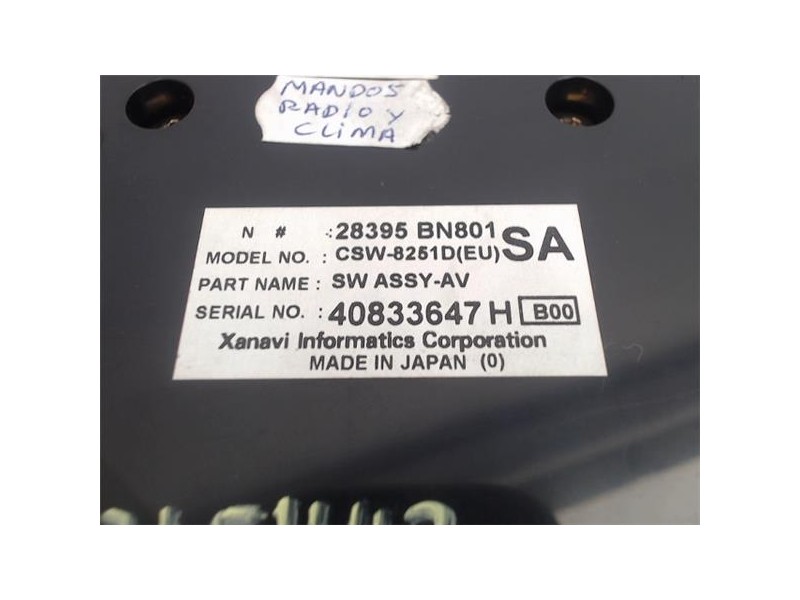 MANDOS
RADIO Y
CLIMA
N # .: 28395 BN801 SA
MODEL NO. : CSW-8251D(EU)
PART NAME : SW ASSY-AV
SERIAL NO. : 40833647 H B00
Xanavi Informatics Corporation
MADE IN JAPAN (0)